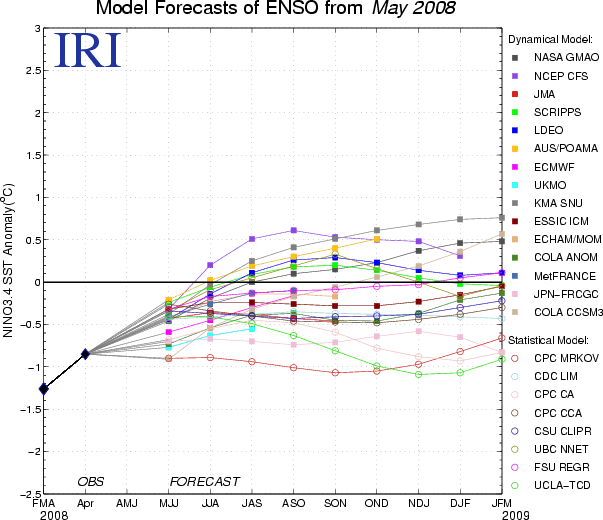 Model Forecasts of ENSO from May 2008
IRI
NINO3.4 SST Anomaly(°C)
3
2.5
2
1.5
1
0.5
0
−0.5
−1
−1.5
−2
−2.5
OBS
FORECAST
FMA Apr AMJ MJJ JJA JAS ASO SON OND NDJ DJF JFM
2008 2009
Dynamical Model:
NASA GMAO
NCEP CFS
JMA
SCRIPPS
LDEO
AUS/POAMA
ECMWF
UKMO
KMA SNU
ESSIC ICM
ECHAM/MOM
COLA ANOM
MetFRANCE
JPN−FRCGC
COLA CCSM3
Statistical Model:
CPC MRKOV
CDC LIM
CPC CA
CPC CCA
CSU CLIPR
UBC NNET
FSU REGR
UCLA−TCD